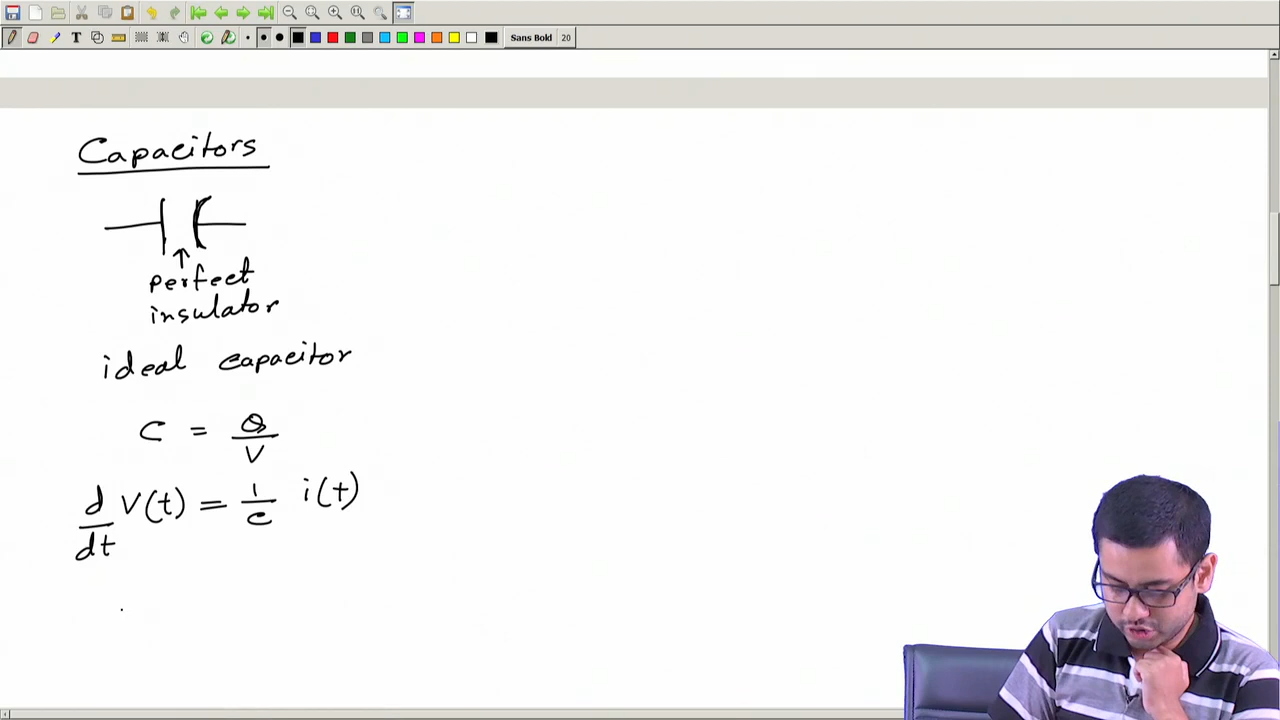 Sans Bold 20
Capacitors
↑
perfect
insulator
ideal capacitor
C = Q/V
d/dt V(t) = 1/C i(t)